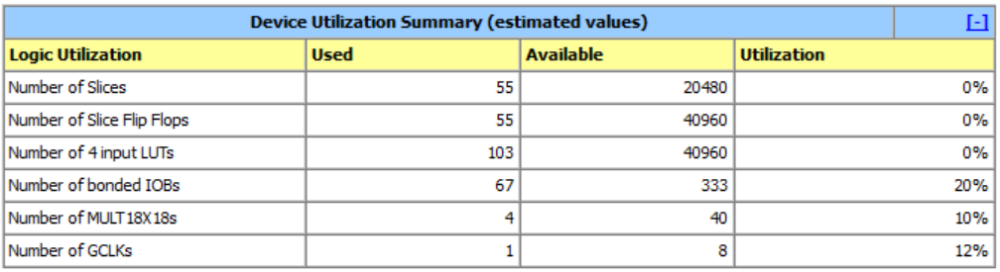 Device Utilization Summary (estimated values) [-]
Logic Utilization Used Available Utilization
Number of Slices 55 20480 0%
Number of Slice Flip Flops 55 40960 0%
Number of 4 input LUTs 103 40960 0%
Number of bonded IOBs 67 333 20%
Number of MULT18X18s 4 40 10%
Number of GCLKs 1 8 12%